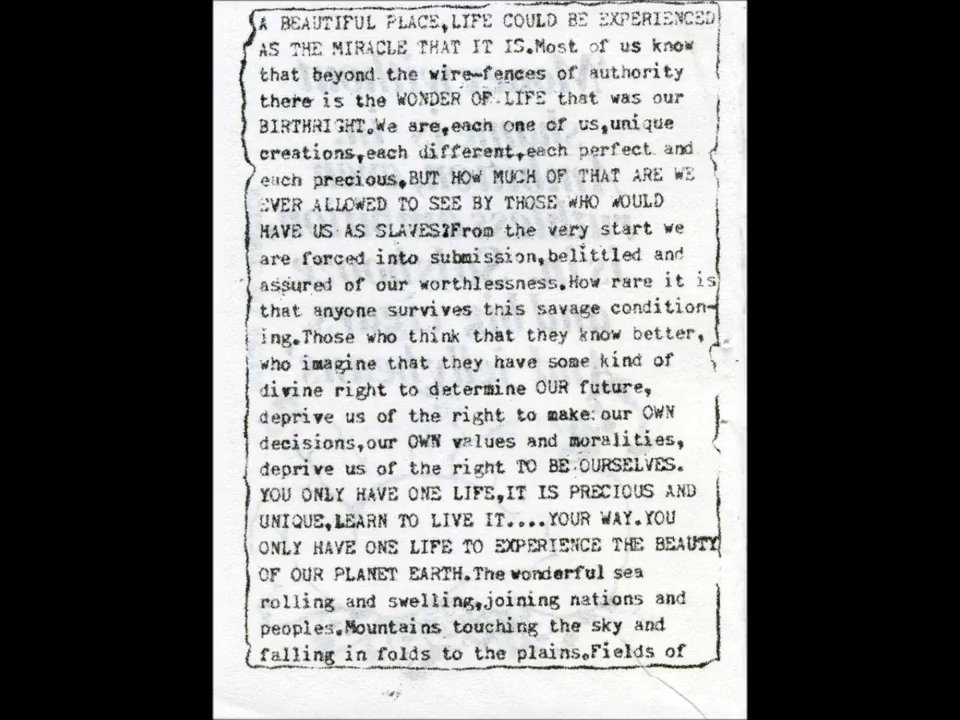 A BEAUTIFUL PLACE,LIFE COULD BE EXPERIENCED
AS THE MIRACLE THAT IT IS.Most of us know
that beyond the wire-fences of authority
there is the WONDER OF LIFE that was our
BIRTHRIGHT.We are,each one of us,unique
creations,each different,each perfect and
each precious.BUT HOW MUCH OF THAT ARE WE
EVER ALLOWED TO SEE BY THOSE WHO WOULD
HAVE US AS SLAVES?From the very start we
are forced into submission,belittled and
assured of our worthlessness.How rare it is
that anyone survives this savage condition-
ing.Those who think that they know better,
who imagine that they have some kind of
divine right to determine OUR future,
deprive us of the right to make our OWN
decisions,our OWN values and moralities,
deprive us of the right TO BE OURSELVES.
YOU ONLY HAVE ONE LIFE,IT IS PRECIOUS AND
UNIQUE,LEARN TO LIVE IT....YOUR WAY.YOU
ONLY HAVE ONE LIFE TO EXPERIENCE THE BEAUTY
OF OUR PLANET EARTH.The wonderful sea
rolling and swelling,joining nations and
peoples.Mountains touching the sky and
falling in folds to the plains.Fields of